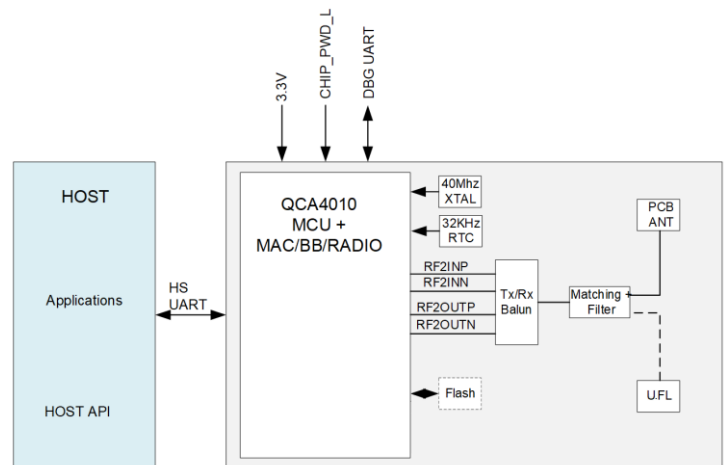 3.3V
CHIP_PWD_L
DBG UART
HOST
Applications
HOST API
HS
UART
QCA4010
MCU +
MAC/BB/RADIO
40Mhz
XTAL
32KHz
RTC
RF2INP
RF2INN
RF2OUTP
RF2OUTN
Tx/Rx
Balun
Matching +
Filter
PCB
ANT
Flash
U.FL